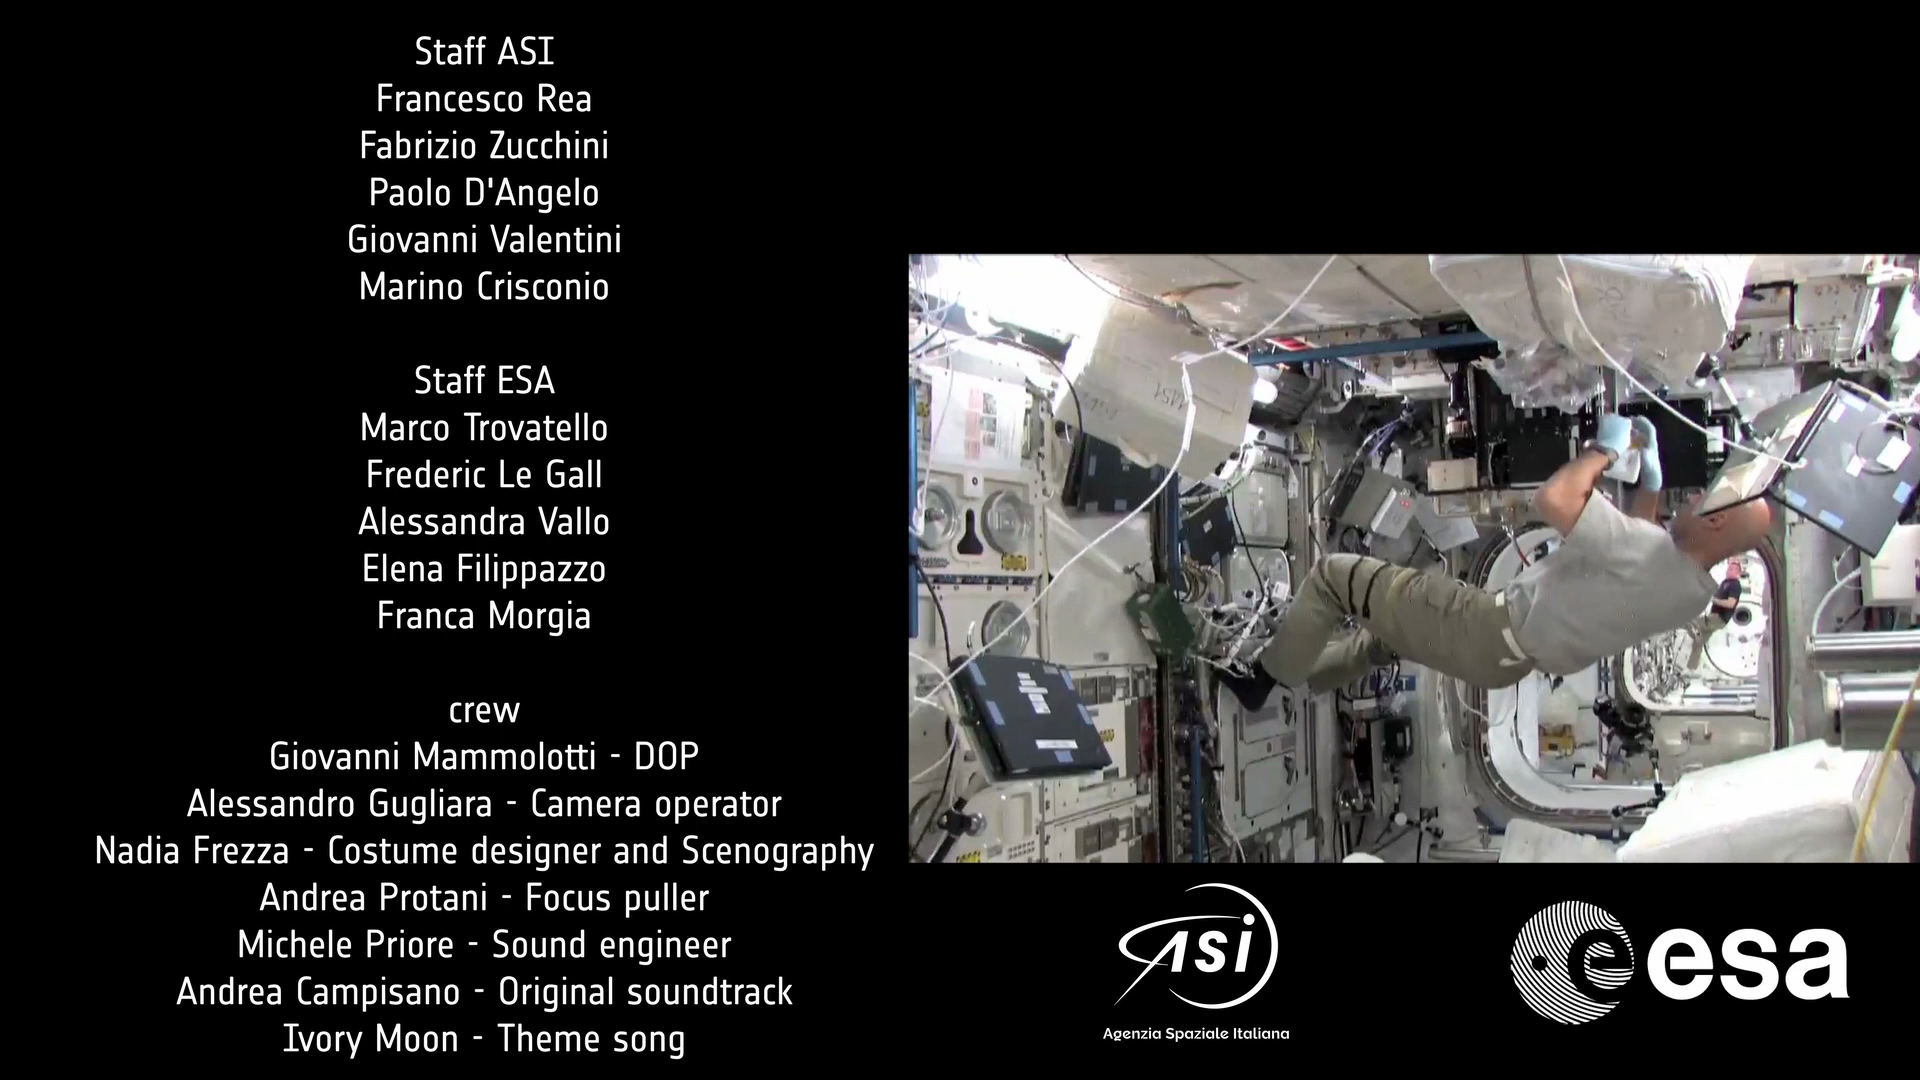 Staff ASI
Francesco Rea
Fabrizio Zucchini
Paolo D'Angelo
Giovanni Valentini
Marino Crisconio
Staff ESA
Marco Trovatello
Frederic Le Gall
Alessandra Vallo
Elena Filippazzo
Franca Morgia
crew
Giovanni Mammolotti - DOP
Alessandro Gugliara - Camera operator
Nadia Frezza - Costume designer and Scenography
Andrea Protani - Focus puller
Michele Priore - Sound engineer
Andrea Campisano - Original soundtrack
Ivory Moon - Theme song
asi
Agenzia Spaziale Italiana
esa